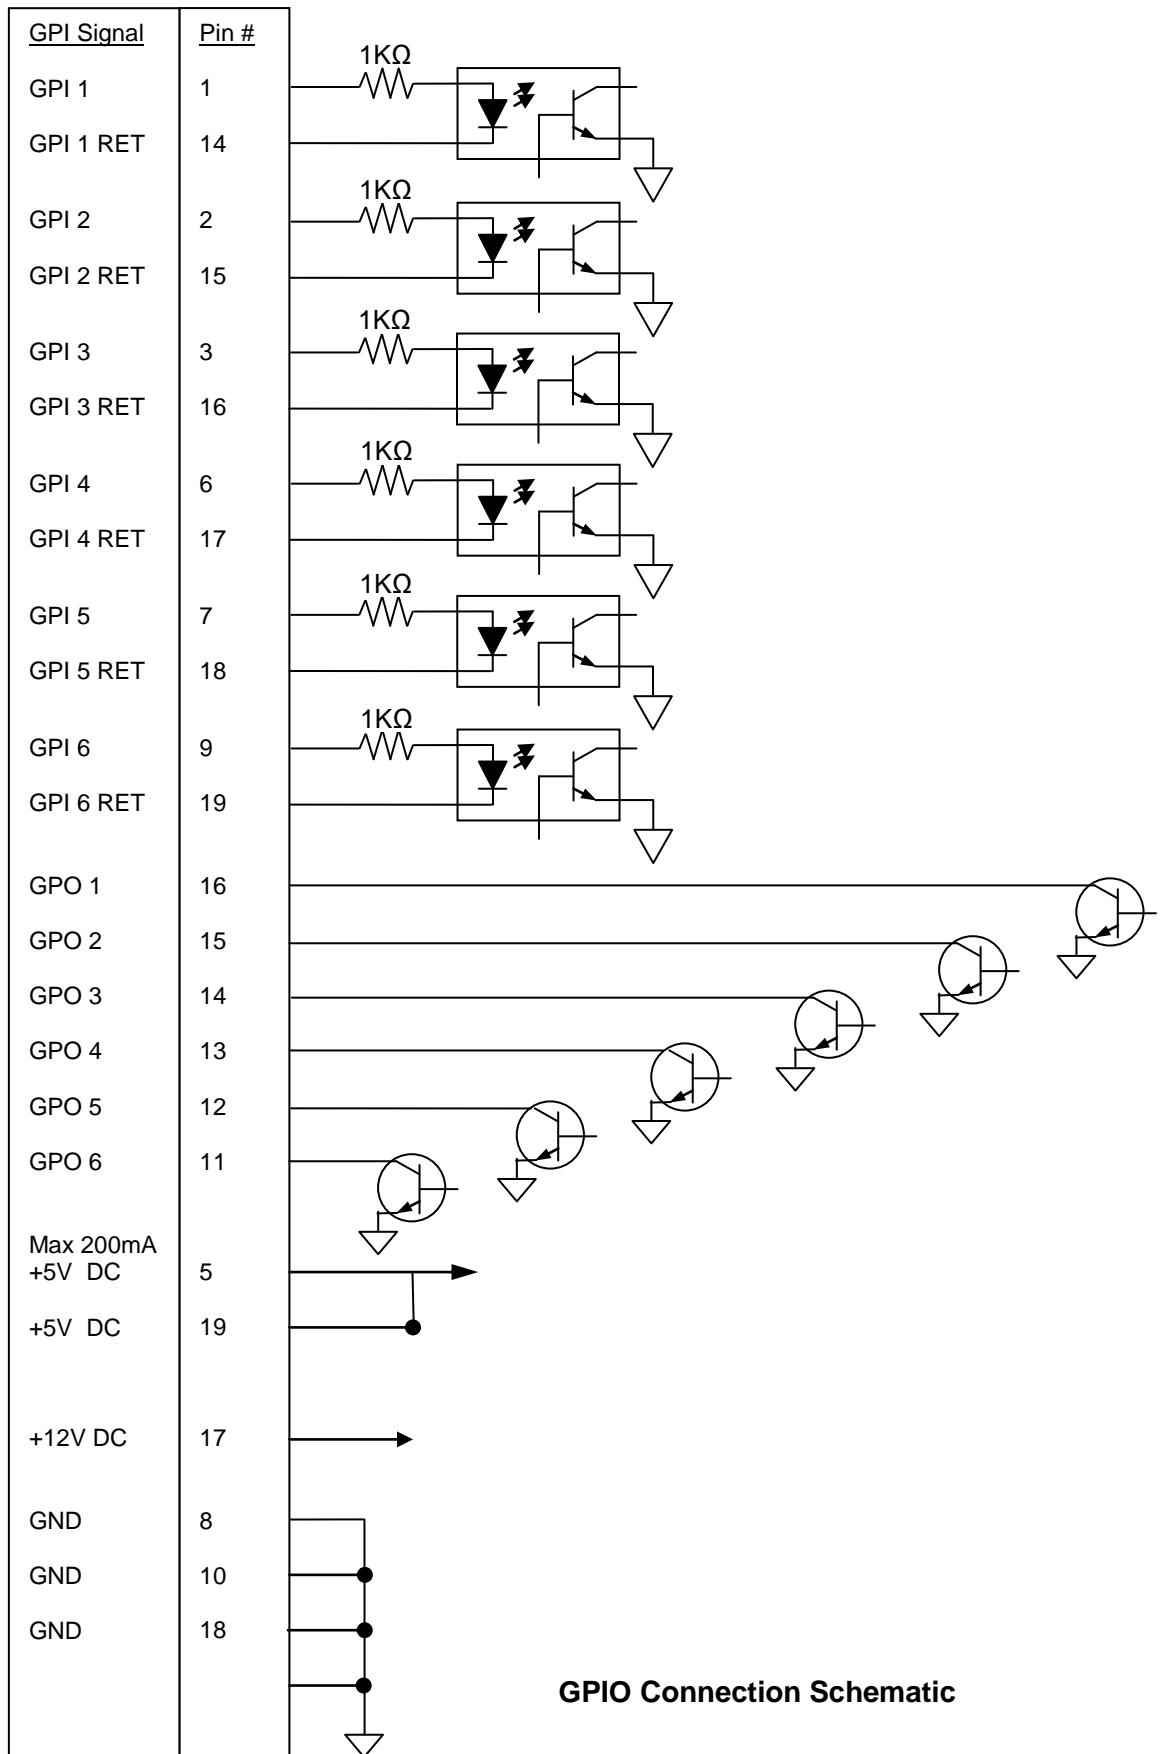 GPI Signal Pin #
1KΩ
GPI 1 1
GPI 1 RET 14
1KΩ
GPI 2 2
GPI 2 RET 15
1KΩ
GPI 3 3
GPI 3 RET 16
1KΩ
GPI 4 6
GPI 4 RET 17
1KΩ
GPI 5 7
GPI 5 RET 18
1KΩ
GPI 6 9
GPI 6 RET 19
GPO 1 16
GPO 2 15
GPO 3 14
GPO 4 13
GPO 5 12
GPO 6 11
Max 200mA
+5V DC 5
+5V DC 19
+12V DC 17
GND 8
GND 10
GND 18
GPIO Connection Schematic